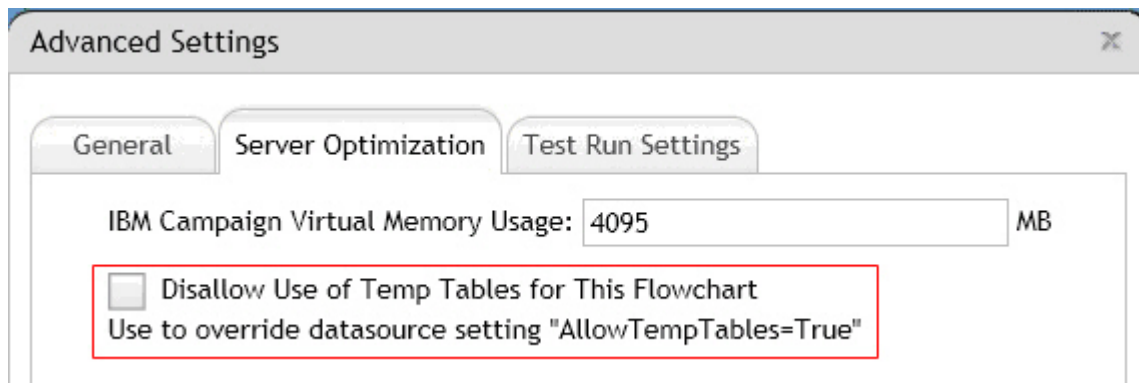 Advanced Settings
General
Server Optimization
Test Run Settings
IBM Campaign Virtual Memory Usage: 4095 MB
Disallow Use of Temp Tables for This Flowchart
Use to override datasource setting "AllowTempTables=True"